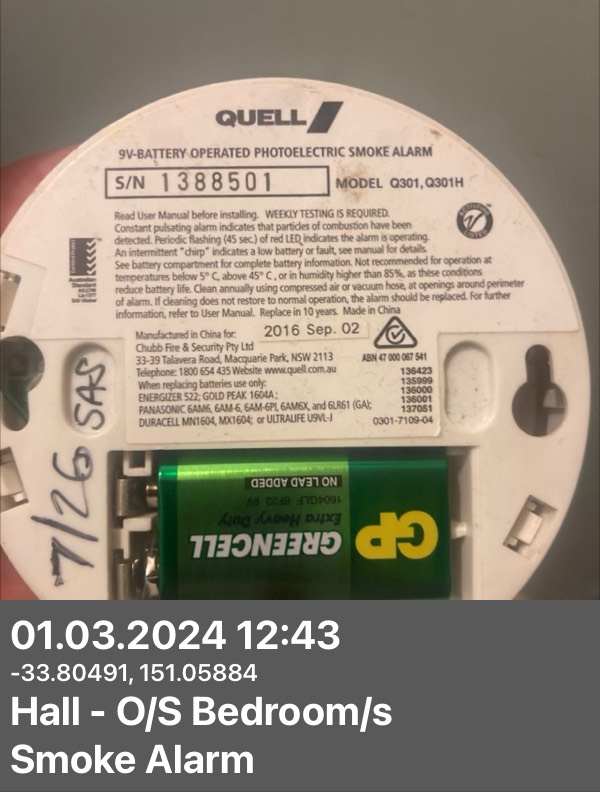 QUELL
9V-BATTERY OPERATED PHOTOELECTRIC SMOKE ALARM
S/N 1388501 MODEL Q301, Q301H
Read User Manual before installing. WEEKLY TESTING IS REQUIRED.
Constant pulsating alarm indicates that particles of combustion have been
detected. Periodic flashing (45 sec.) of red LED indicates the alarm is operating.
An intermittent "chirp" indicates a low battery or fault, see manual for details.
See battery compartment for complete battery information. Not recommended for operation at
temperatures below 5° C, above 45° C, or in humidity higher than 85%, as these conditions
reduce battery life. Clean annually using compressed air or vacuum hose, at openings around perimeter
of alarm. If cleaning does not restore to normal operation, the alarm should be replaced. For further
information, refer to User Manual. Replace in 10 years. Made in China
Australian
Standard
Manufactured in China for: 2016 Sep. 02
Chubb Fire & Security Pty Ltd
33-39 Talavera Road, Macquarie Park, NSW 2113 ABN 47 000 067 541
Telephone: 1800 654 435 Website www.quell.com.au
When replacing batteries use only:
ENERGIZER 522; GOLD PEAK 1604A;
PANASONIC 6AM6, 6AM-6, 6AM-6PI, 6AM6X, and 6LR61 (GA);
DURACELL MN1604, MX1604; or ULTRALIFE U9VL-J
136423
135999
136000
136001
137051
0301-7109-04
7/26 SAS
NO LEAD ADDED
1604GLF 6F22 9V
Extra Heavy Duty
GP GREENCELL
01.03.2024 12:43
-33.80491, 151.05884
Hall - O/S Bedroom/s
Smoke Alarm